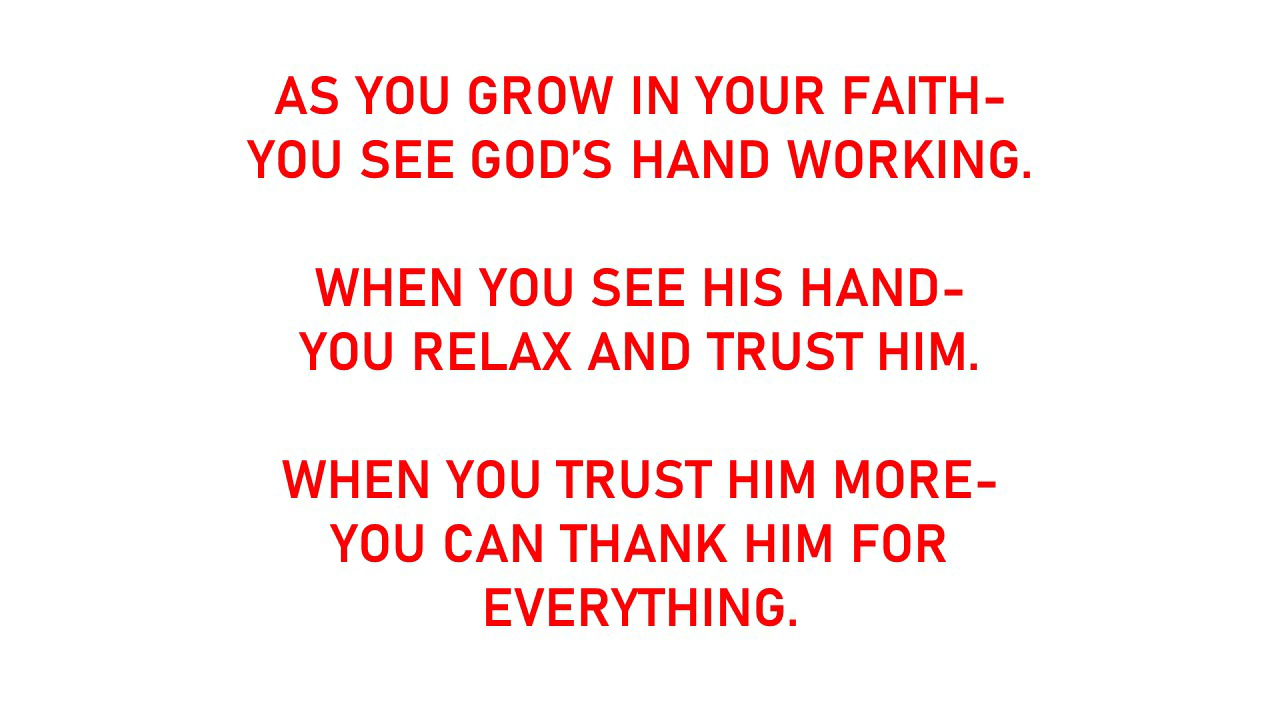 AS YOU GROW IN YOUR FAITH-
YOU SEE GOD’S HAND WORKING.
WHEN YOU SEE HIS HAND-
YOU RELAX AND TRUST HIM.
WHEN YOU TRUST HIM MORE-
YOU CAN THANK HIM FOR
EVERYTHING.